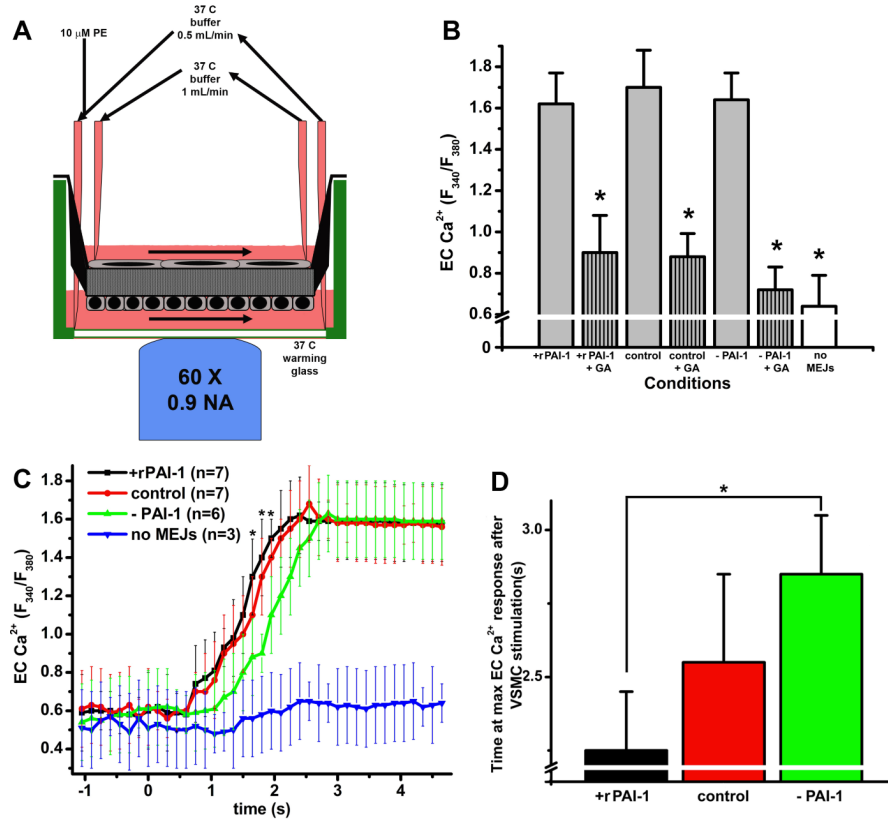 A
37 C
buffer
0.5 mL/min
10 μM PE
37 C
buffer
1 mL/min
37 C
warming
glass
60 X
0.9 NA
B
EC Ca2+ (F340/F380)
1.8
1.6
1.4
1.2
1.0
0.8
0.6
0
*
*
*
*
+rPAI-1
+r PAI-1
+ GA
control
control
+ GA
- PAI-1
- PAI-1
+ GA
no
MEJs
Conditions
C
+rPAI-1 (n=7)
control (n=7)
- PAI-1 (n=6)
no MEJs (n=3)
* **
EC Ca2+ (F340/F380)
1.8
1.6
1.4
1.2
1.0
0.8
0.6
0.4
-1 0 1 2 3 4
time (s)
D
*
Time at max EC Ca2+ response after
VSMC stimulation(s)
3.0
2.5
+rPAI-1
control
- PAI-1